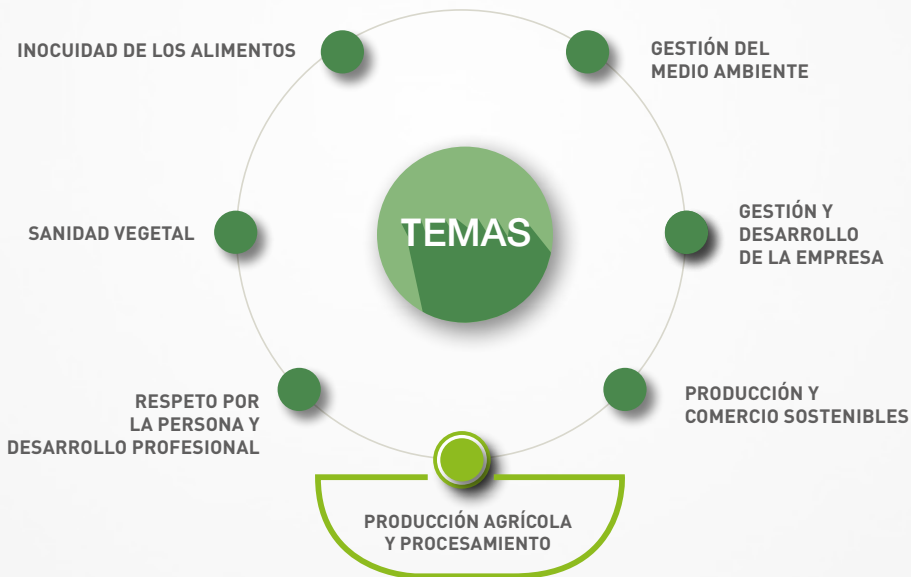 INOCUIDAD DE LOS ALIMENTOS
GESTIÓN DEL
MEDIO AMBIENTE
SANIDAD VEGETAL
TEMAS
GESTIÓN Y
DESARROLLO
DE LA EMPRESA
RESPETO POR
LA PERSONA Y
DESARROLLO PROFESIONAL
PRODUCCIÓN Y
COMERCIO SOSTENIBLES
PRODUCCIÓN AGRÍCOLA
Y PROCESAMIENTO